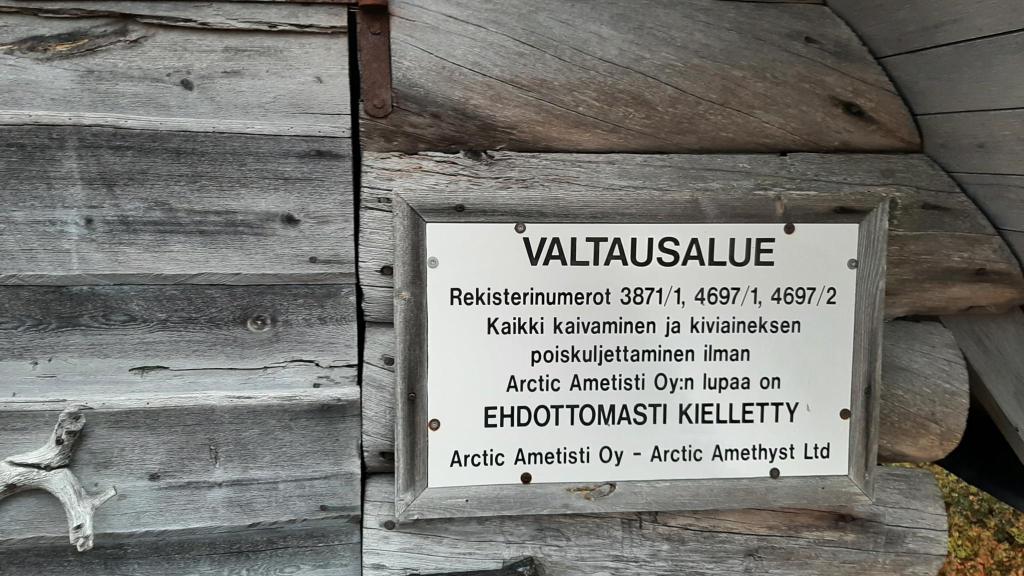 VALTAUSALUE
Rekisterinumerot 3871/1, 4697/1, 4697/2
Kaikki kaivaminen ja kiviaineksen
poiskuljettaminen ilman
Arctic Ametisti Oy:n lupaa on
EHDOTTOMASTI KIELLETTY
Arctic Ametisti Oy - Arctic Amethyst Ltd